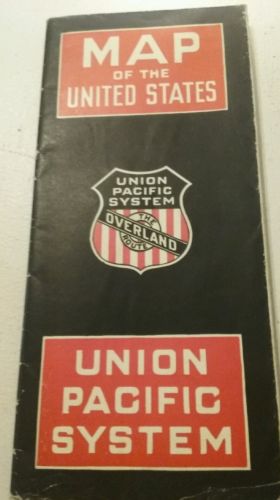 MAP
OF THE
UNITED STATES
UNION
PACIFIC
SYSTEM
THE
OVERLAND
ROUTE
UNION
PACIFIC
SYSTEM